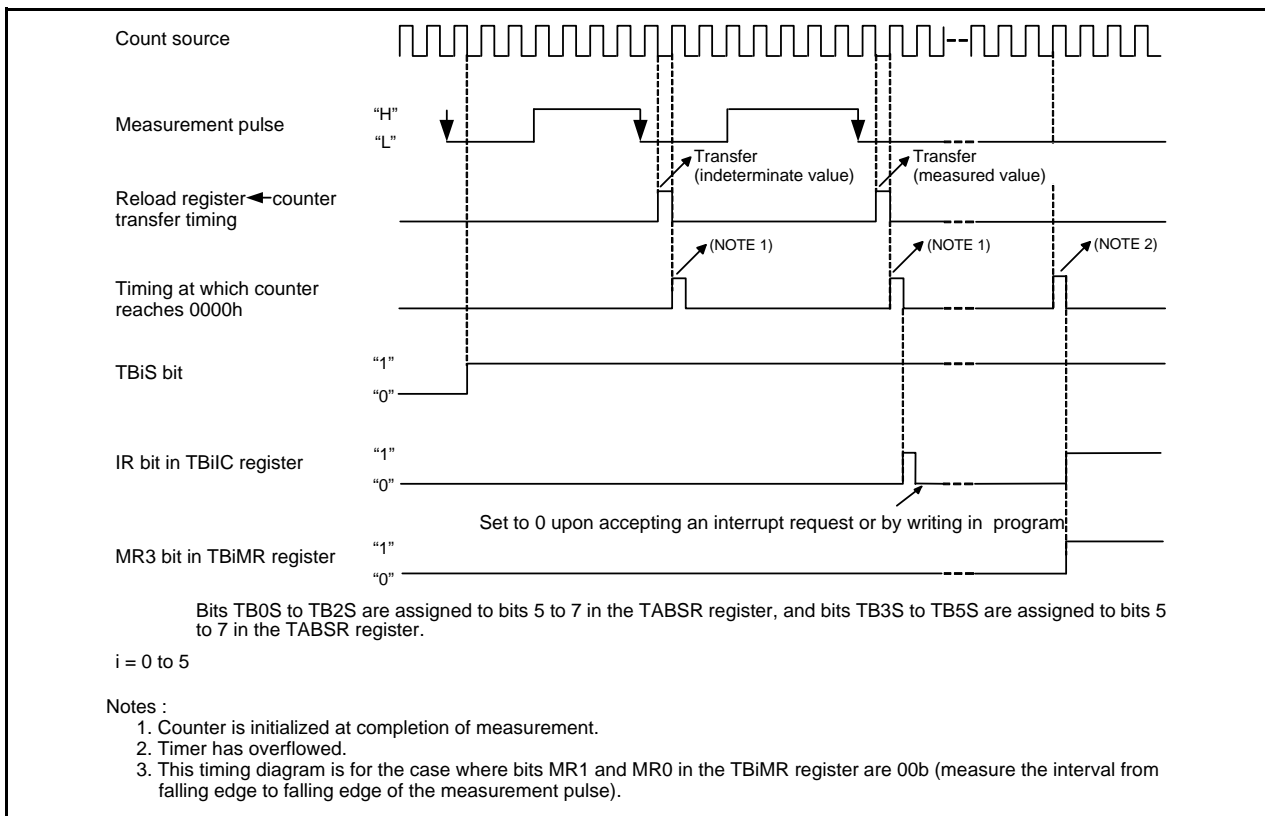 Count source
Measurement pulse
“H”
“L”
Transfer
(indeterminate value)
Transfer
(measured value)
Reload register counter
transfer timing
(NOTE 1)
(NOTE 1)
(NOTE 2)
Timing at which counter
reaches 0000h
TBiS bit
“1”
“0”
IR bit in TBiIC register
“1”
“0”
Set to 0 upon accepting an interrupt request or by writing in program
MR3 bit in TBiMR register
“1”
“0”
Bits TB0S to TB2S are assigned to bits 5 to 7 in the TABSR register, and bits TB3S to TB5S are assigned to bits 5
to 7 in the TABSR register.
i = 0 to 5
Notes :
1. Counter is initialized at completion of measurement.
2. Timer has overflowed.
3. This timing diagram is for the case where bits MR1 and MR0 in the TBiMR register are 00b (measure the interval from
falling edge to falling edge of the measurement pulse).